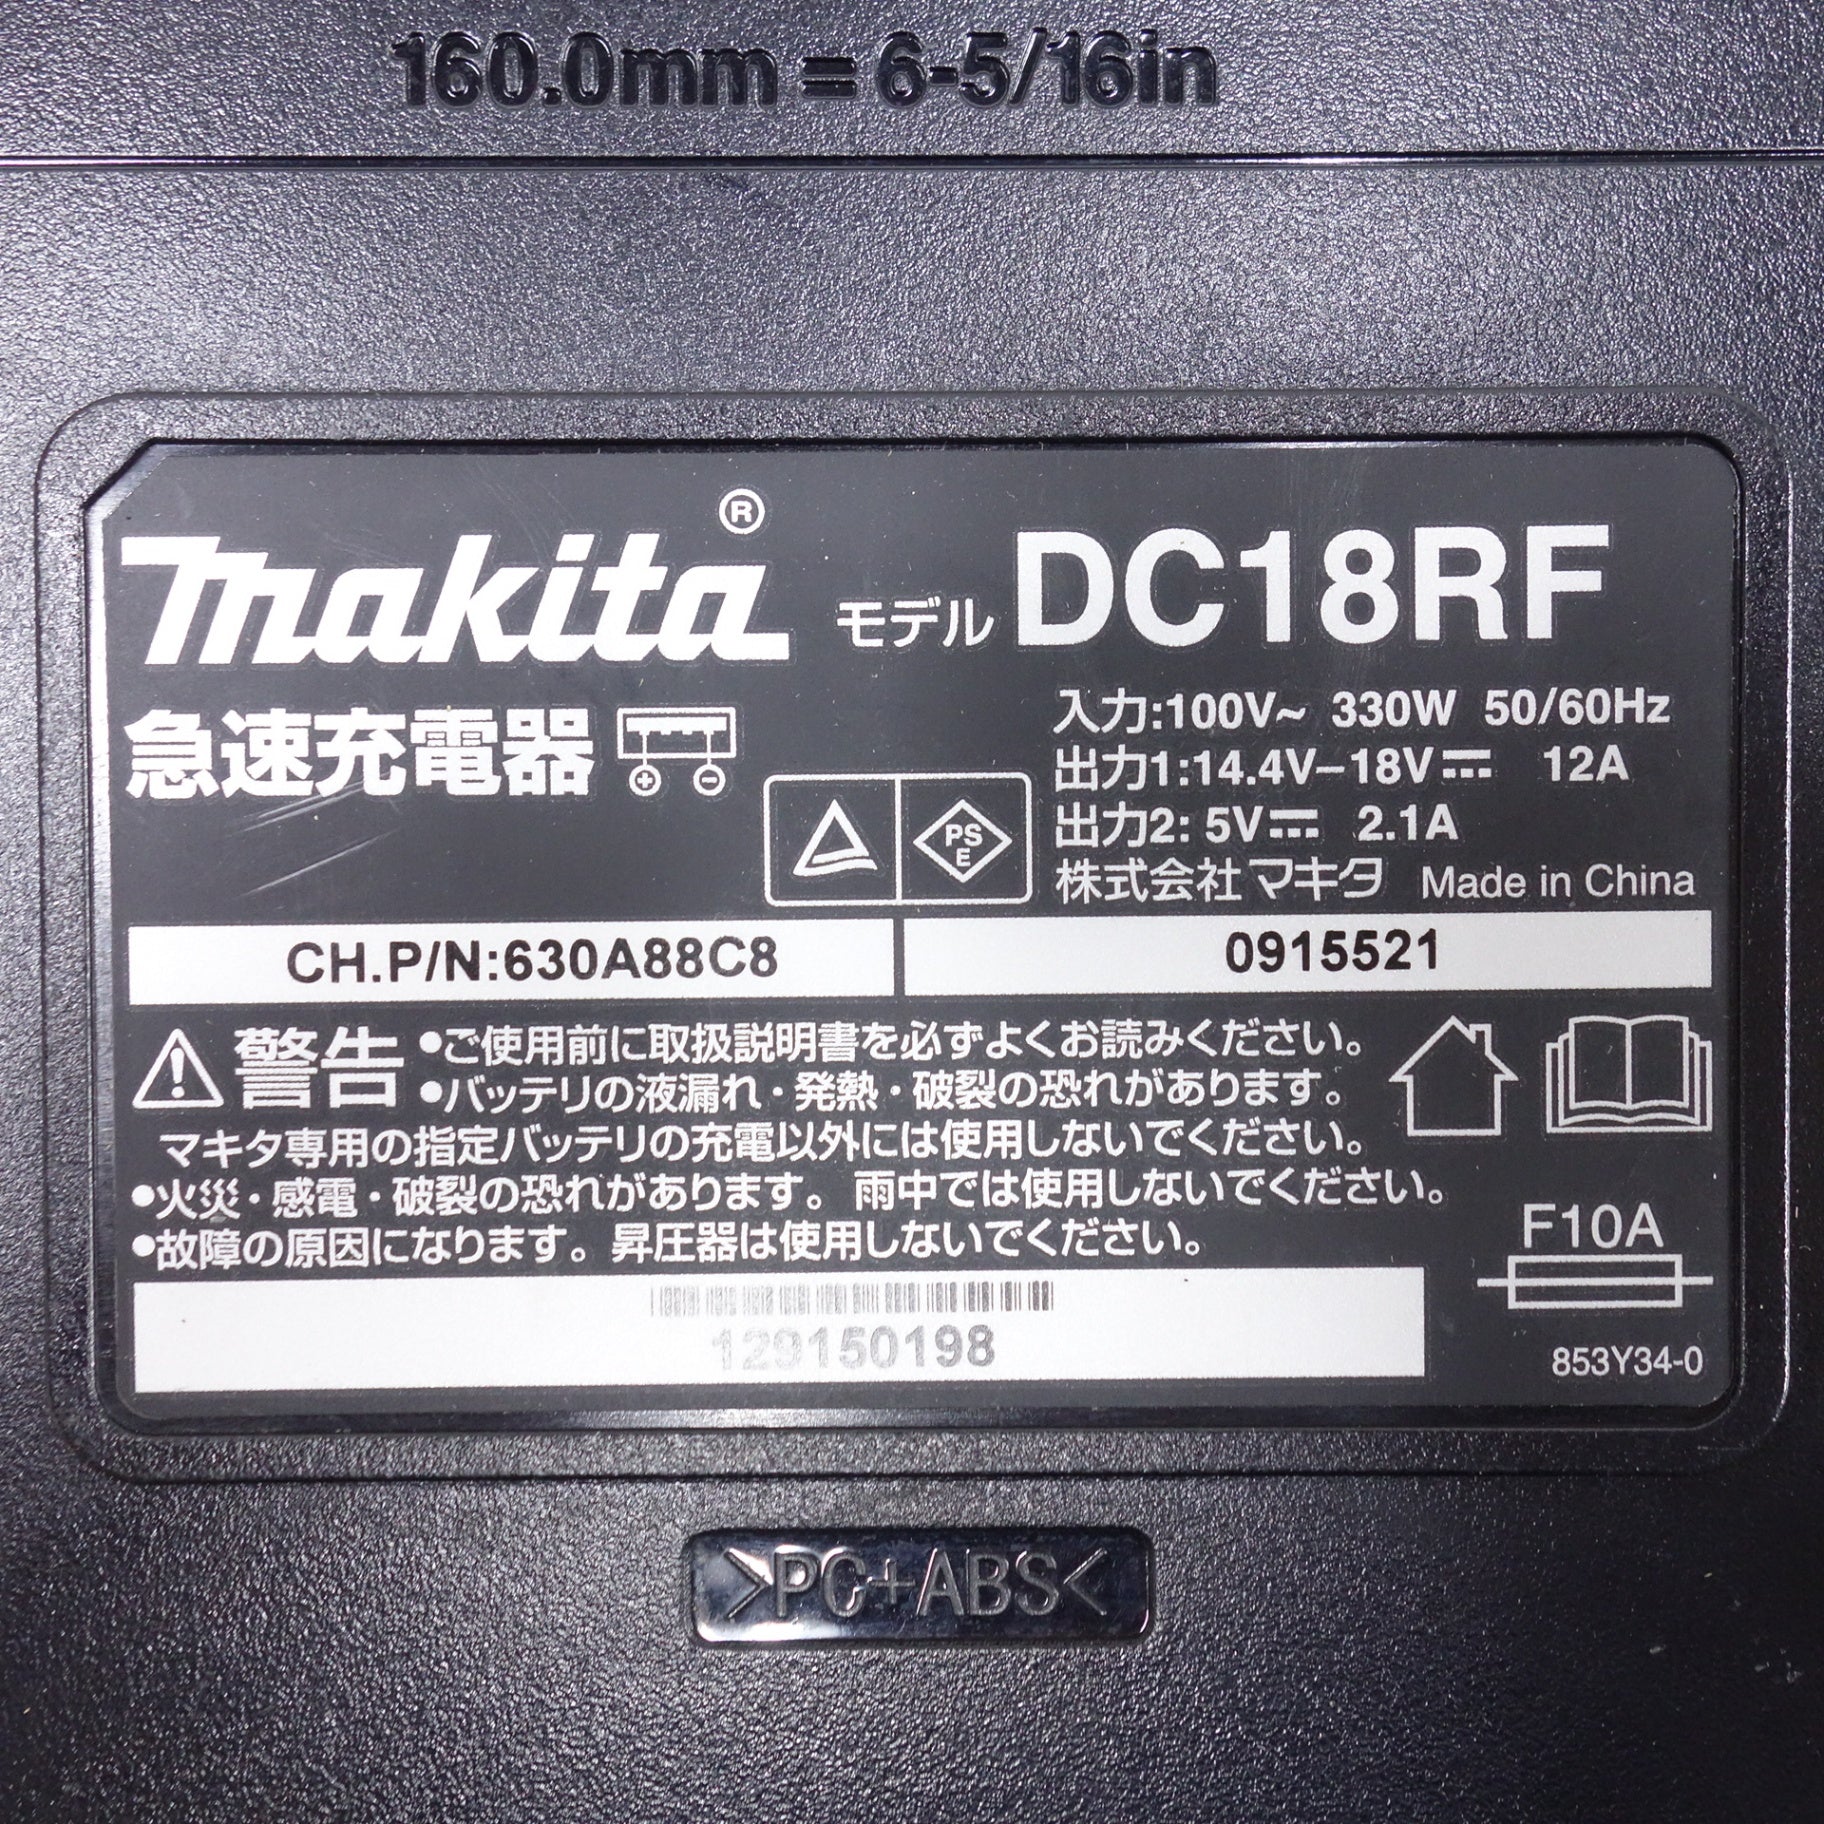 160.0mm = 6-5/16in
makita®
モデル DC18RF
急速充電器
入力:100V~ 330W 50/60Hz
出力1:14.4V–18V⎓ 12A
出力2: 5V⎓ 2.1A
株式会社マキタ Made in China
PS
E
CH.P/N:630A88C8
0915521
警告 •ご使用前に取扱説明書を必ずよくお読みください。
•バッテリの液漏れ・発熱・破裂の恐れがあります。
マキタ専用の指定バッテリの充電以外には使用しないでください。
•火災・感電・破裂の恐れがあります。雨中では使用しないでください。
•故障の原因になります。昇圧器は使用しないでください。
F10A
129150198
853Y34-0
>PC+ABS<